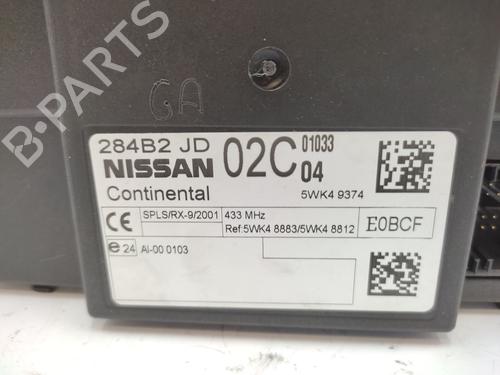 GA
284B2 JD 02C 01033
NISSAN 04
Continental 5WK4 9374
CE SPLS/RX-9/2001 433 MHz
Ref:5WK4 8883/5WK4 8812 E0BCF
e24 AI-00 0103
B-PARTS